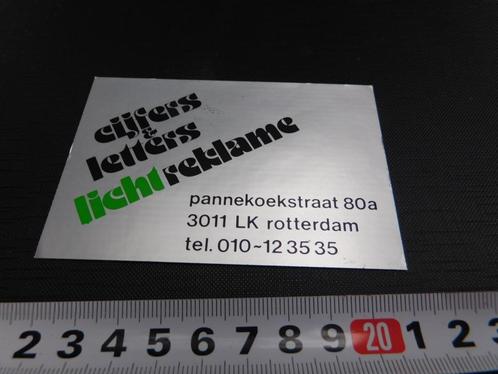 cijfers
&
letters
lichtreklame
pannekoekstraat 80a
3011 LK rotterdam
tel. 010~12 35 35
2 3 4 5 6 7 8 9 20 1 2 3